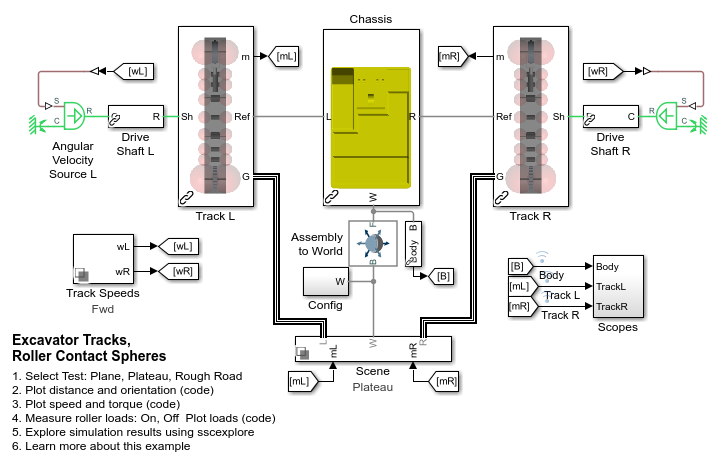 Chassis
[wL]
m
[mL]
[mR]
m
[wR]
S
C
R
R
Sh
Ref
L
R
Ref
Sh
C
R
S
C
Angular
Velocity
Source L
Drive
Shaft L
Drive
Shaft R
G
W
G
Track L
Track R
Assembly
to World
F
B
B
Body
[B]
wL
[wL]
wR
[wR]
Track Speeds
Fwd
W
Config
[B]
Body
Body
[mL]
Track L
TrackL
[mR]
Track R
TrackR
Scopes
L
mL
W
mR
R
Scene
Plateau
[mL]
[mR]
Excavator Tracks,
Roller Contact Spheres
1. Select Test: Plane, Plateau, Rough Road
2. Plot distance and orientation (code)
3. Plot speed and torque (code)
4. Measure roller loads: On, Off  Plot loads (code)
5. Explore simulation results using sscexplore
6. Learn more about this example